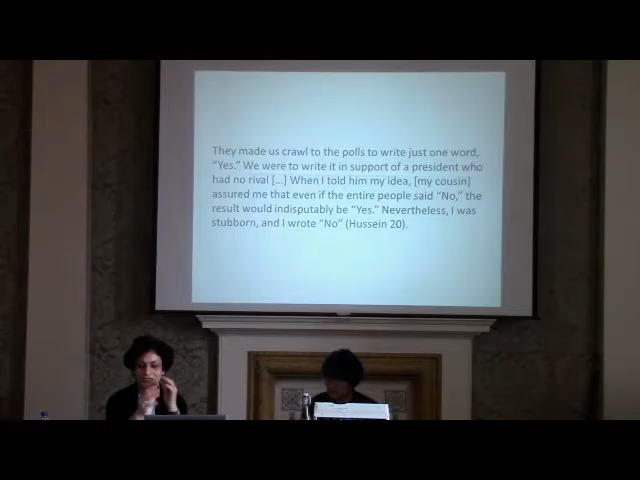 They made us crawl to the polls to write just one word,
“Yes.” We were to write it in support of a president who
had no rival […] When I told him my idea, [my cousin]
assured me that even if the entire people said “No,” the
result would indisputably be “Yes.” Nevertheless, I was
stubborn, and I wrote “No” (Hussein 20).